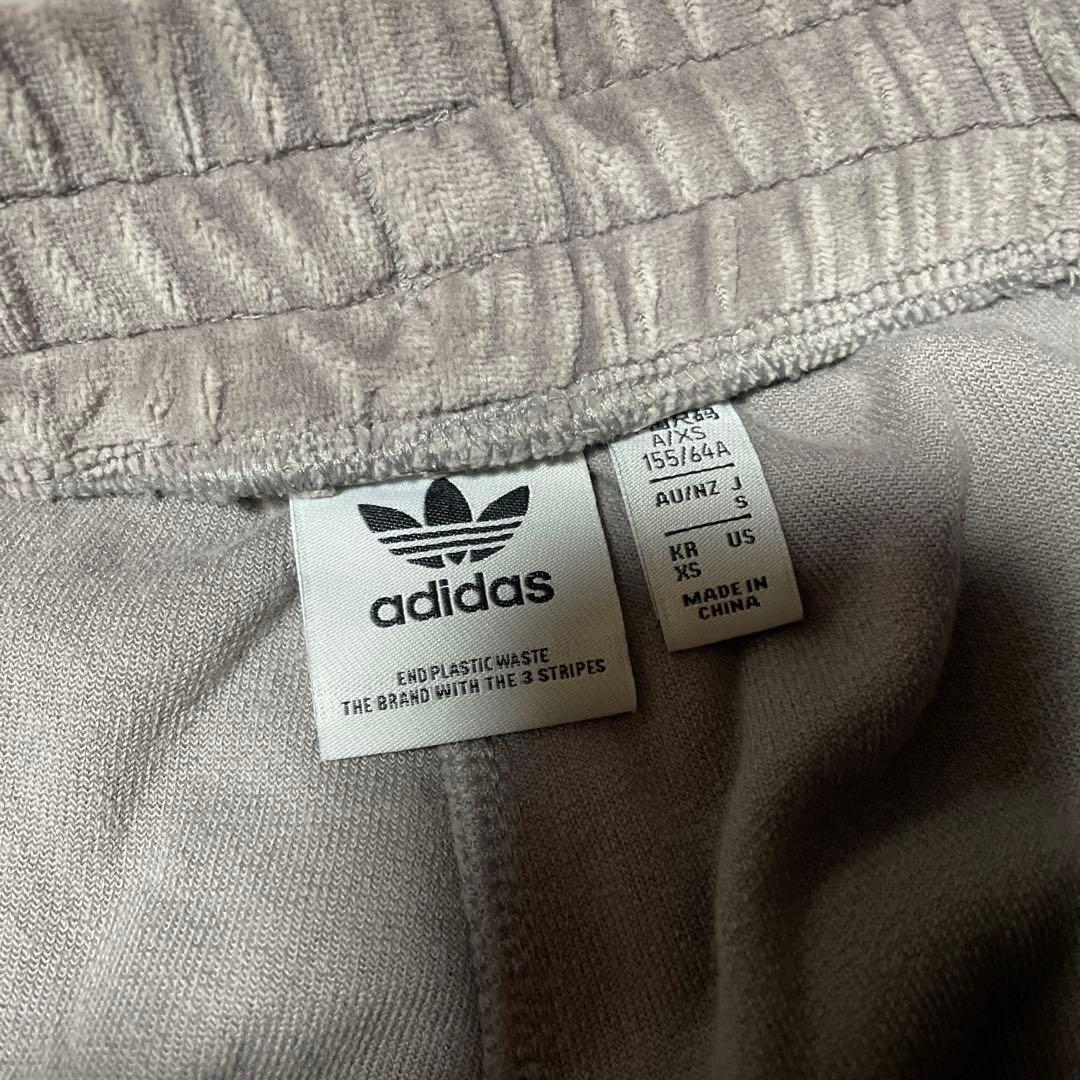 adidas
END PLASTIC WASTE
THE BRAND WITH THE 3 STRIPES
A/XS
155/64A
AU/NZ J
S
KR US
XS
MADE IN
CHINA